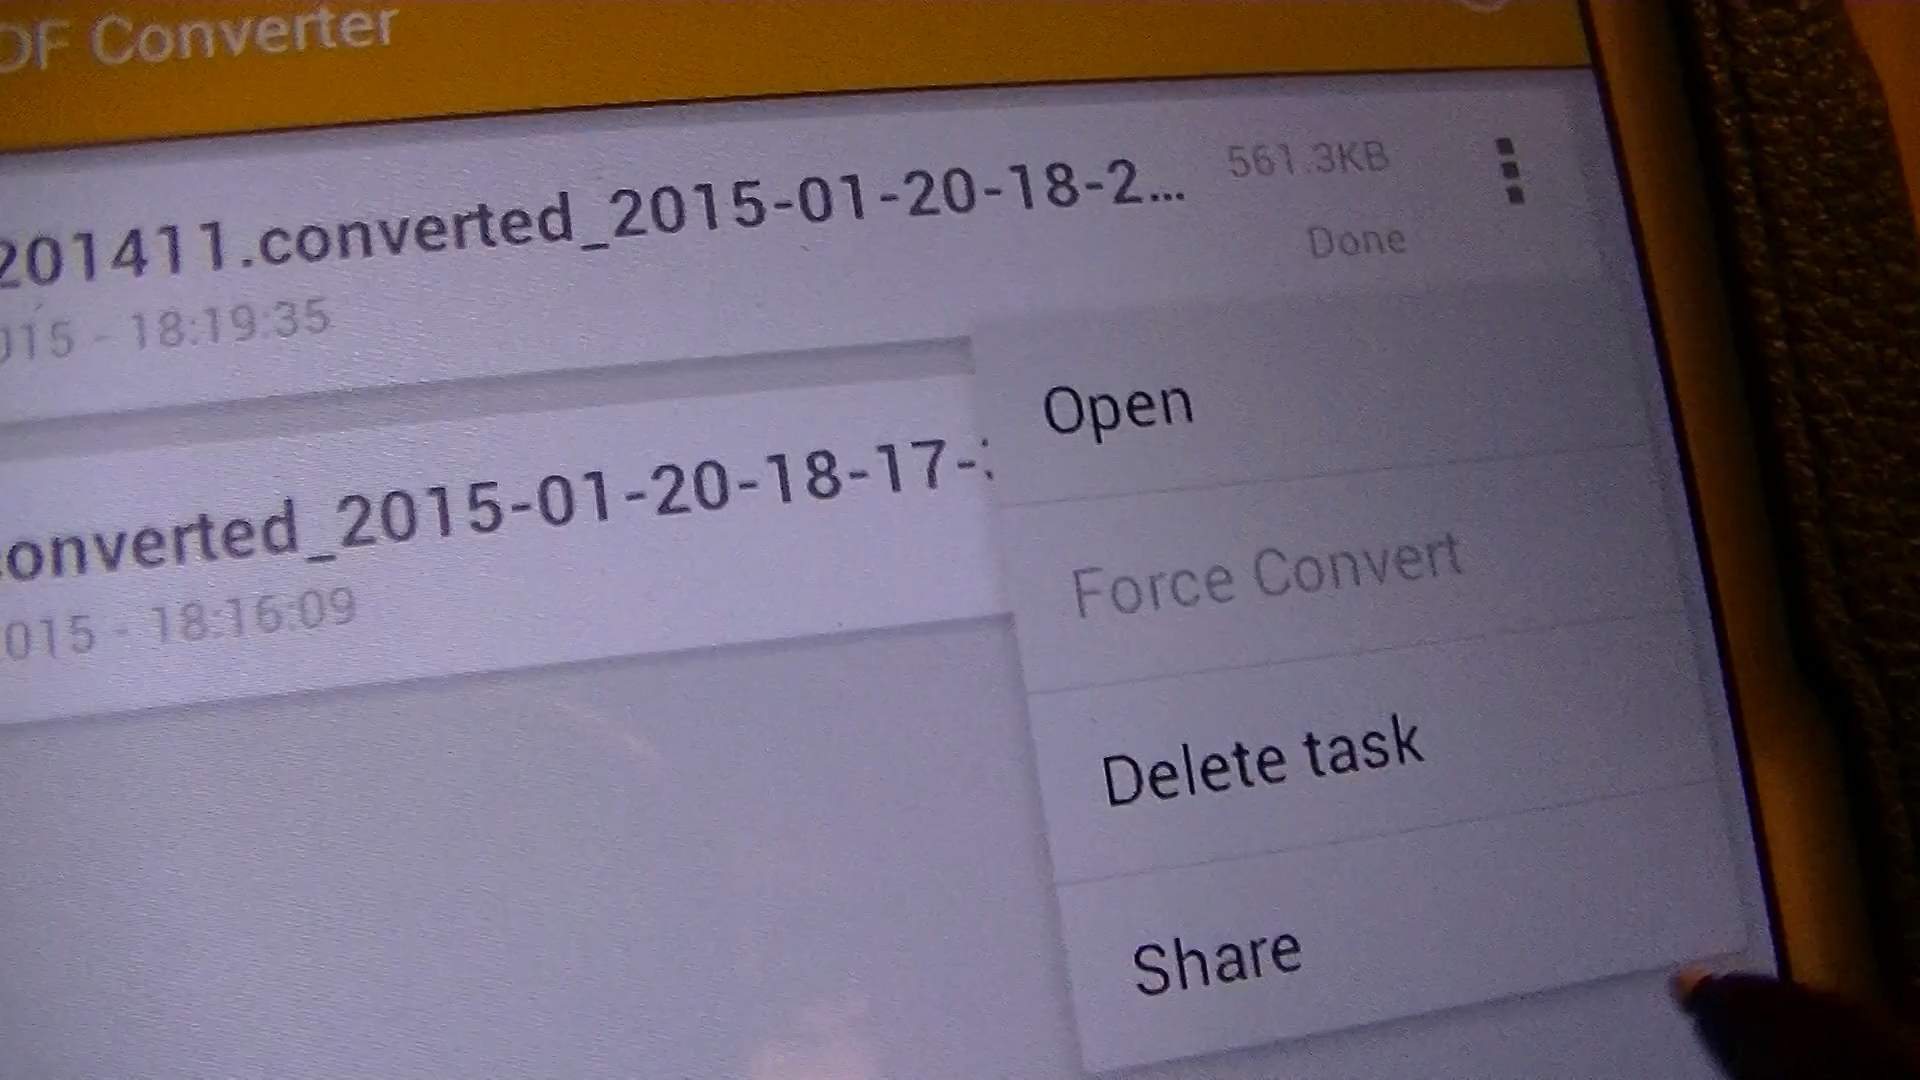 DF Converter
201411.converted_2015-01-20-18-2...
561.3KB
Done
015 - 18:19:35
Open
converted_2015-01-20-18-17-
015 - 18:16:09
Force Convert
Delete task
Share